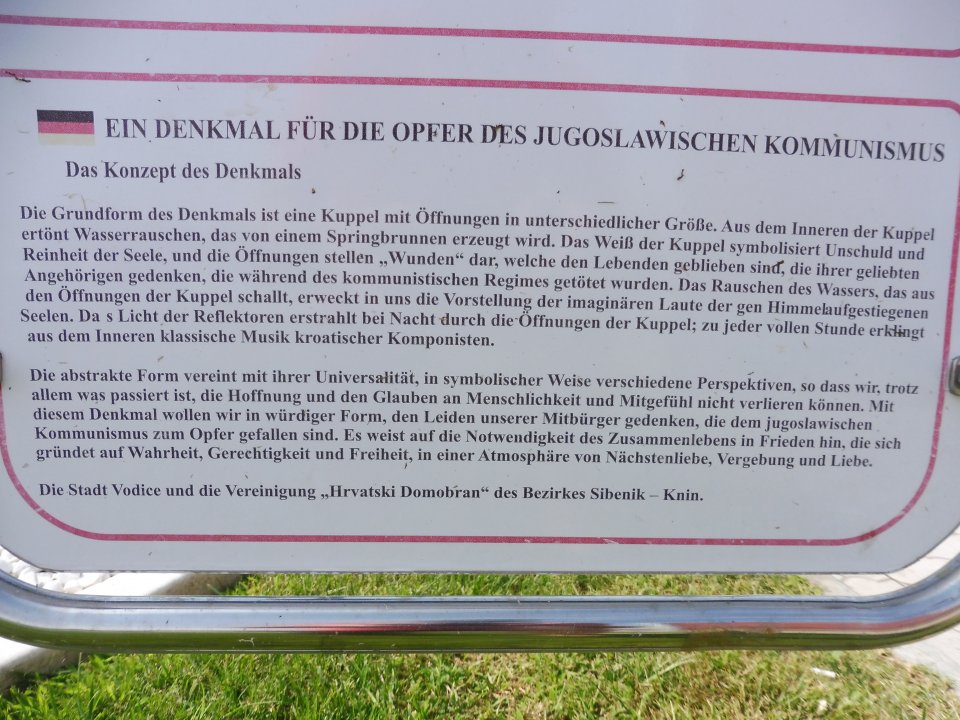 EIN DENKMAL FÜR DIE OPFER DES JUGOSLAWISCHEN KOMMUNISMUS
Das Konzept des Denkmals
Die Grundform des Denkmals ist eine Kuppel mit Öffnungen in unterschiedlicher Größe. Aus dem Inneren der Kuppel
ertönt Wasserrauschen, das von einem Springbrunnen erzeugt wird. Das Weiß der Kuppel symbolisiert Unschuld und
Reinheit der Seele, und die Öffnungen stellen „Wunden“ dar, welche den Lebenden geblieben sind, die ihrer geliebten
Angehörigen gedenken, die während des kommunistischen Regimes getötet wurden. Das Rauschen des Wassers, das aus
den Öffnungen der Kuppel schallt, erweckt in uns die Vorstellung der imaginären Laute der gen Himmelaufgestiegenen
Seelen. Da s Licht der Reflektoren erstrahlt bei Nacht durch die Öffnungen der Kuppel; zu jeder vollen Stunde erklingt
aus dem Inneren klassische Musik kroatischer Komponisten.
Die abstrakte Form vereint mit ihrer Universalität, in symbolischer Weise verschiedene Perspektiven, so dass wir, trotz
allem was passiert ist, die Hoffnung und den Glauben an Menschlichkeit und Mitgefühl nicht verlieren können. Mit
diesem Denkmal wollen wir in würdiger Form, den Leiden unserer Mitbürger gedenken, die dem jugoslawischen
Kommunismus zum Opfer gefallen sind. Es weist auf die Notwendigkeit des Zusammenlebens in Frieden hin, die sich
gründet auf Wahrheit, Gerechtigkeit und Freiheit, in einer Atmosphäre von Nächstenliebe, Vergebung und Liebe.
Die Stadt Vodice und die Vereinigung „Hrvatski Domobran“ des Bezirkes Sibenik – Knin.